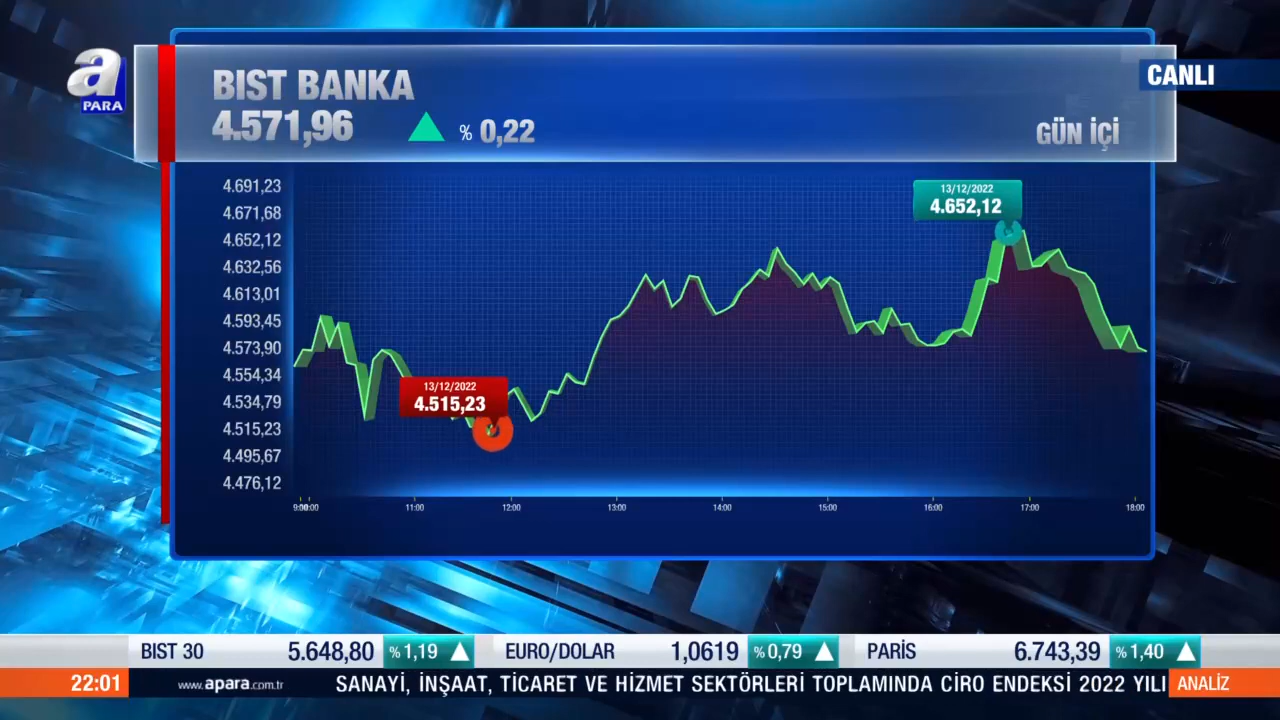 a
PARA
BIST BANKA
4.571,96
% 0,22
CANLI
GÜN İÇİ
4.691,23
4.671,68
4.652,12
4.632,56
4.613,01
4.593,45
4.573,90
4.554,34
4.534,79
4.515,23
4.495,67
4.476,12
13/12/2022
4.652,12
13/12/2022
4.515,23
11:00 12:00 13:00 14:00 15:00 16:00 17:00 18:00
BIST 30 5.648,80 %1,19 EURO/DOLAR 1,0619 %0,79 PARİS 6.743,39 %1,40
22:01 www.apara.com.tr SANAYİ, İNŞAAT, TİCARET VE HİZMET SEKTÖRLERİ TOPLAMINDA CİRO ENDEKSİ 2022 YILI ANALİZ